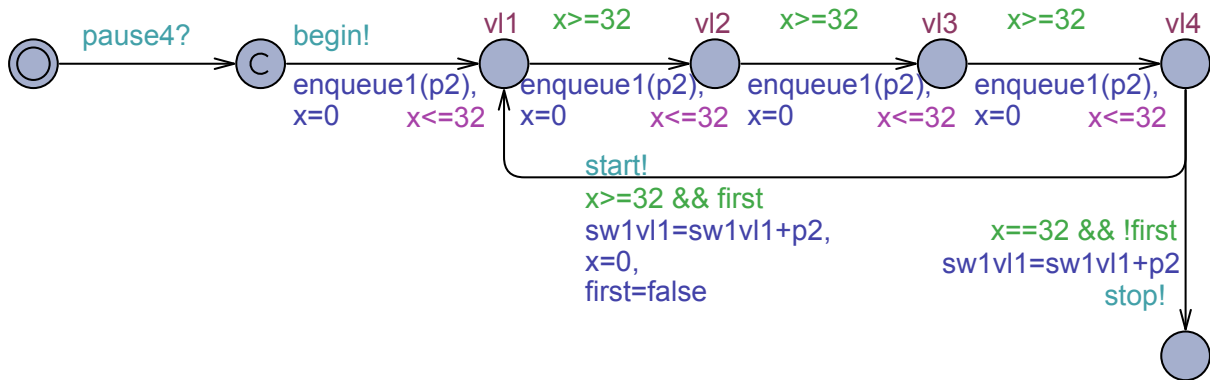 vl1
x>=32
vl2
x>=32
vl3
x>=32
vl4
pause4?
begin!
C
enqueue1(p2),
x=0
x<=32
enqueue1(p2),
x=0
x<=32
enqueue1(p2),
x=0
x<=32
enqueue1(p2),
x=0
x<=32
start!
x>=32 && first
sw1vl1=sw1vl1+p2,
x=0,
first=false
x==32 && !first
sw1vl1=sw1vl1+p2
stop!